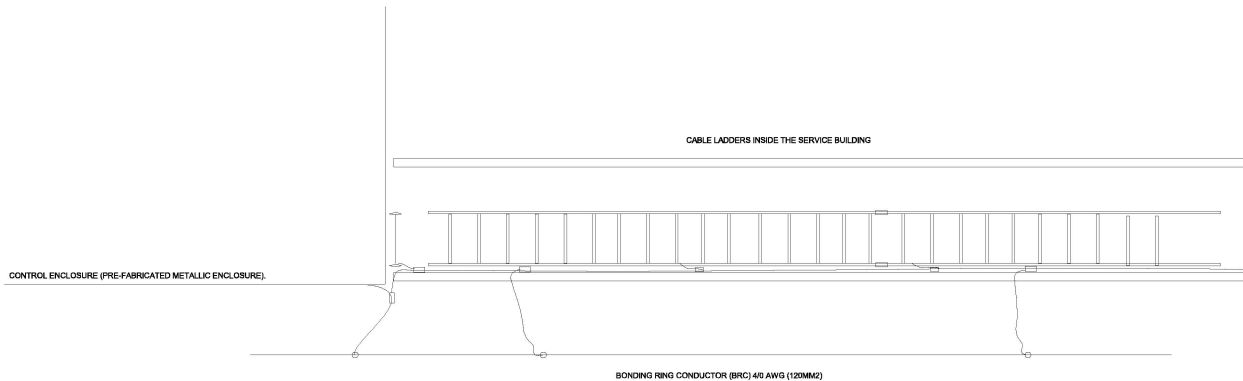 CABLE LADDERS INSIDE THE SERVICE BUILDING
CONTROL ENCLOSURE (PRE-FABRICATED METALLIC ENCLOSURE).
BONDING RING CONDUCTOR (BRC) 4/0 AWG (120MM2)